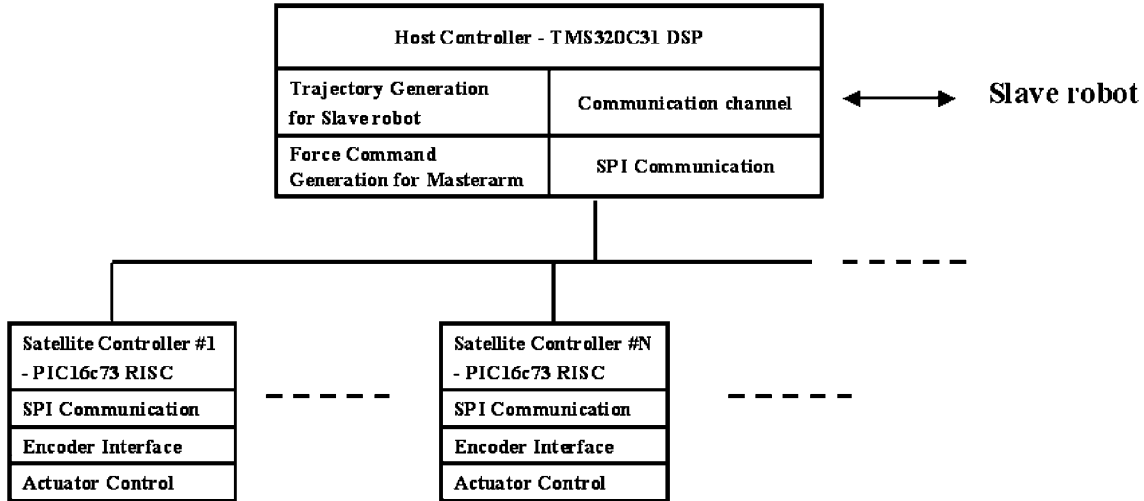 Host Controller - TMS320C31 DSP
Trajectory Generation
for Slave robot
Communication channel
Slave robot
Force Command
Generation for Masterarm
SPI Communication
Satellite Controller #1
- PIC16c73 RISC
SPI Communication
Encoder Interface
Actuator Control
Satellite Controller #N
- PIC16c73 RISC
SPI Communication
Encoder Interface
Actuator Control